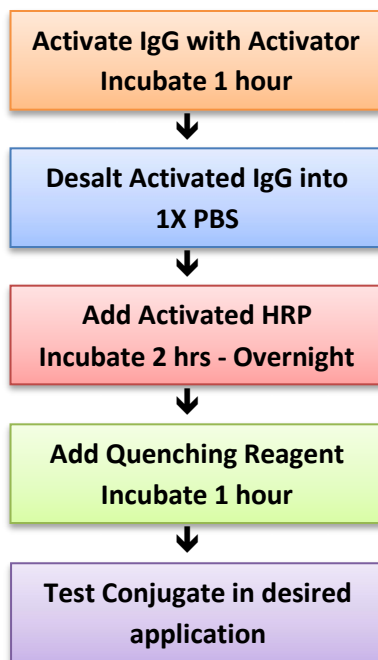 Activate IgG with Activator
Incubate 1 hour
Desalt Activated IgG into
1X PBS
Add Activated HRP
Incubate 2 hrs - Overnight
Add Quenching Reagent
Incubate 1 hour
Test Conjugate in desired
application